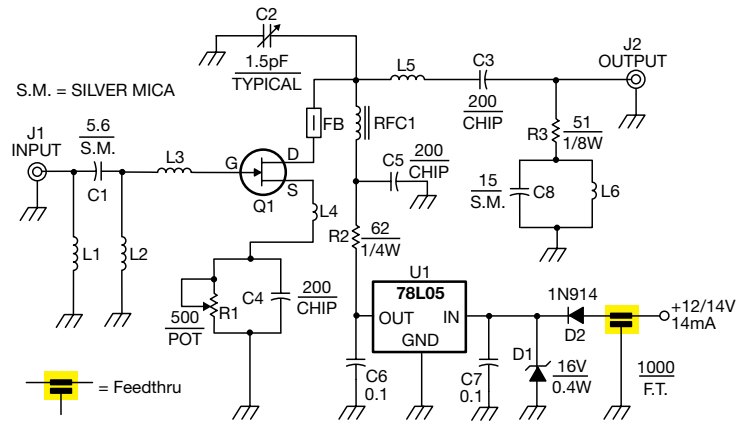 C2
1.5pF
TYPICAL
S.M. = SILVER MICA
L5
C3
200
CHIP
J2
OUTPUT
FB
RFC1
R3
51
1/8W
J1
INPUT
5.6
S.M.
C1
L3
G
D
S
Q1
C5
200
CHIP
15
S.M.
C8
L6
L4
R2
62
1/4W
L1
L2
500
POT
R1
C4
200
CHIP
U1
78L05
OUT
IN
GND
1N914
D2
+12/14V
14mA
C6
0.1
C7
0.1
D1
16V
0.4W
1000
F.T.
= Feedthru